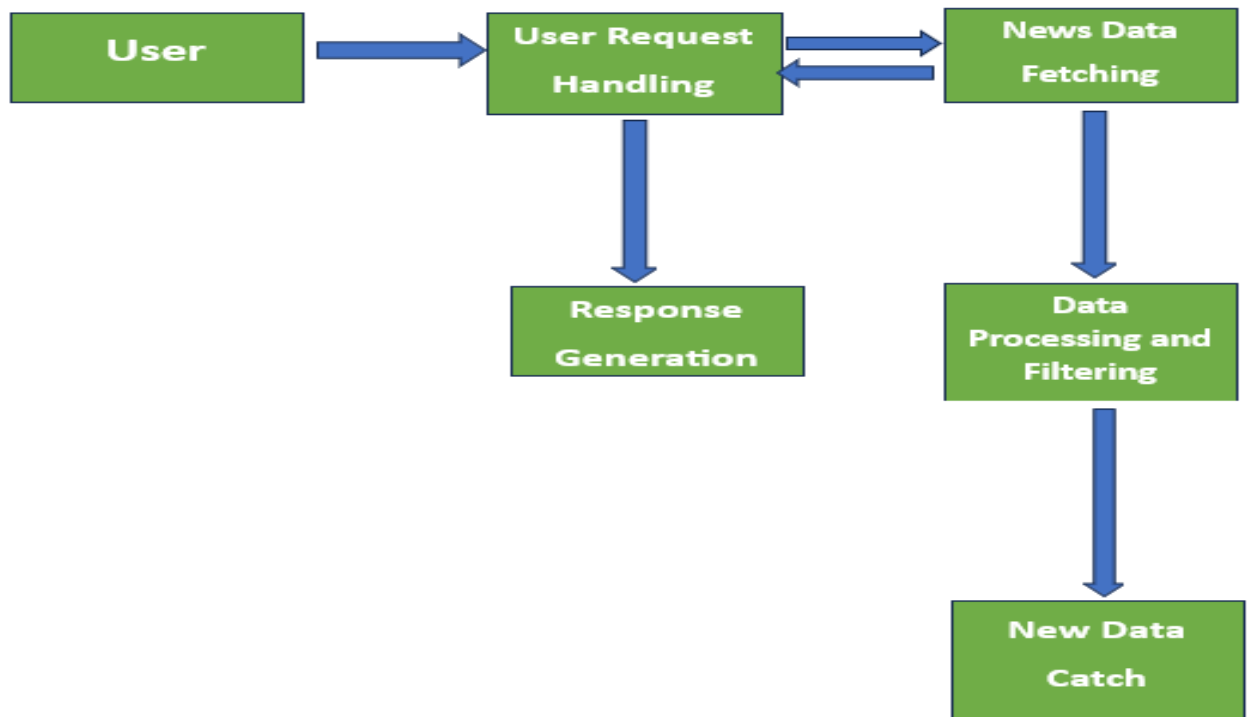 User
User Request
Handling
News Data
Fetching
Response
Generation
Data
Processing and
Filtering
New Data
Catch